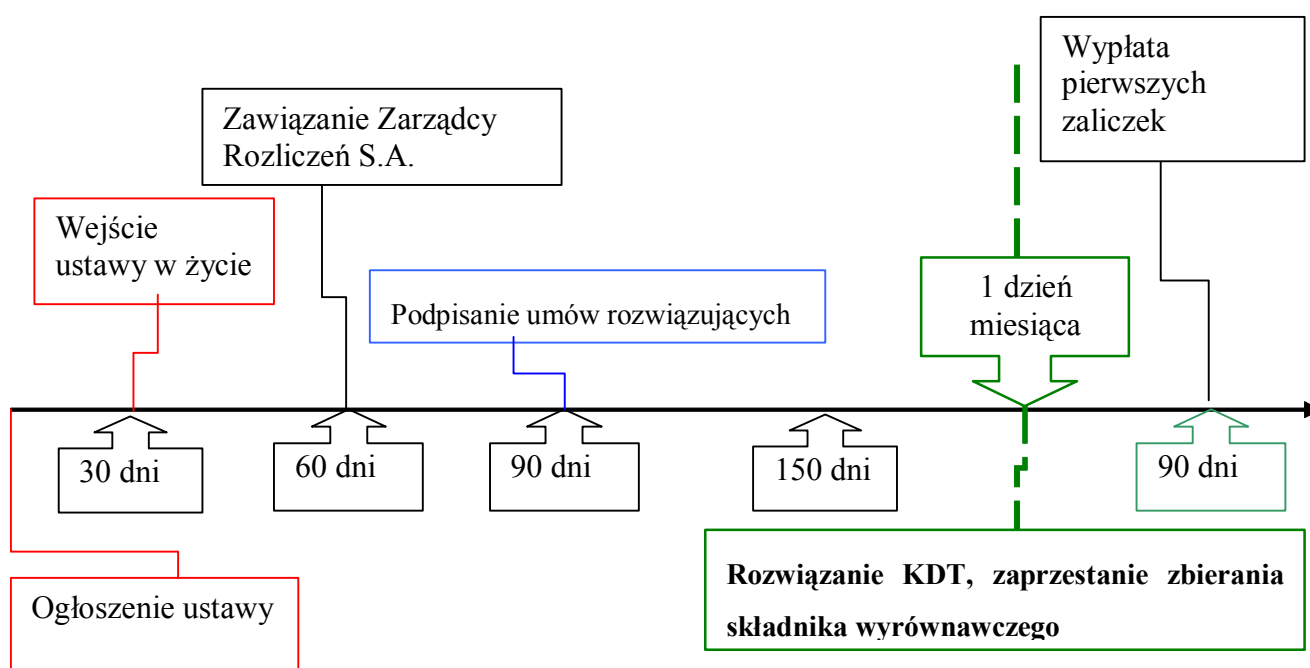 Wypłata
pierwszych
zaliczek
Zawiązanie Zarządcy
Rozliczeń S.A.
Wejście
ustawy w życie
1 dzień
miesiąca
Podpisanie umów rozwiązujących
30 dni
60 dni
90 dni
150 dni
90 dni
Rozwiązanie KDT, zaprzestanie zbierania
składnika wyrównawczego
Ogłoszenie ustawy